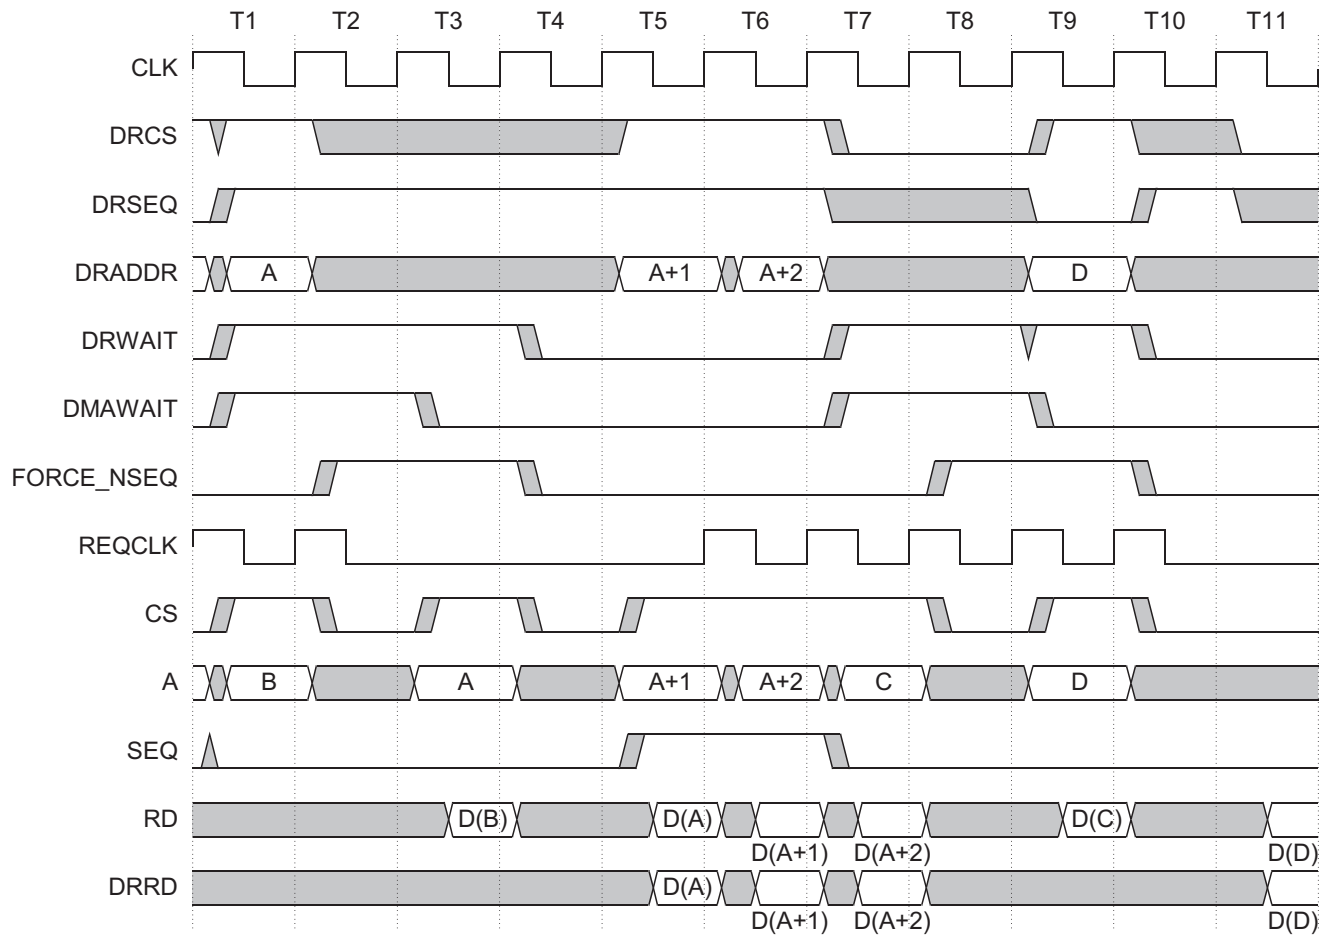 T1 T2 T3 T4 T5 T6 T7 T8 T9 T10 T11
CLK
DRCS
DRSEQ
DRADDR A A+1 A+2 D
DRWAIT
DMAWAIT
FORCE_NSEQ
REQCLK
CS
A B A A+1 A+2 C D
SEQ
RD D(B) D(A) D(C)
D(A+1) D(A+2) D(D)
DRRD D(A)
D(A+1) D(A+2) D(D)